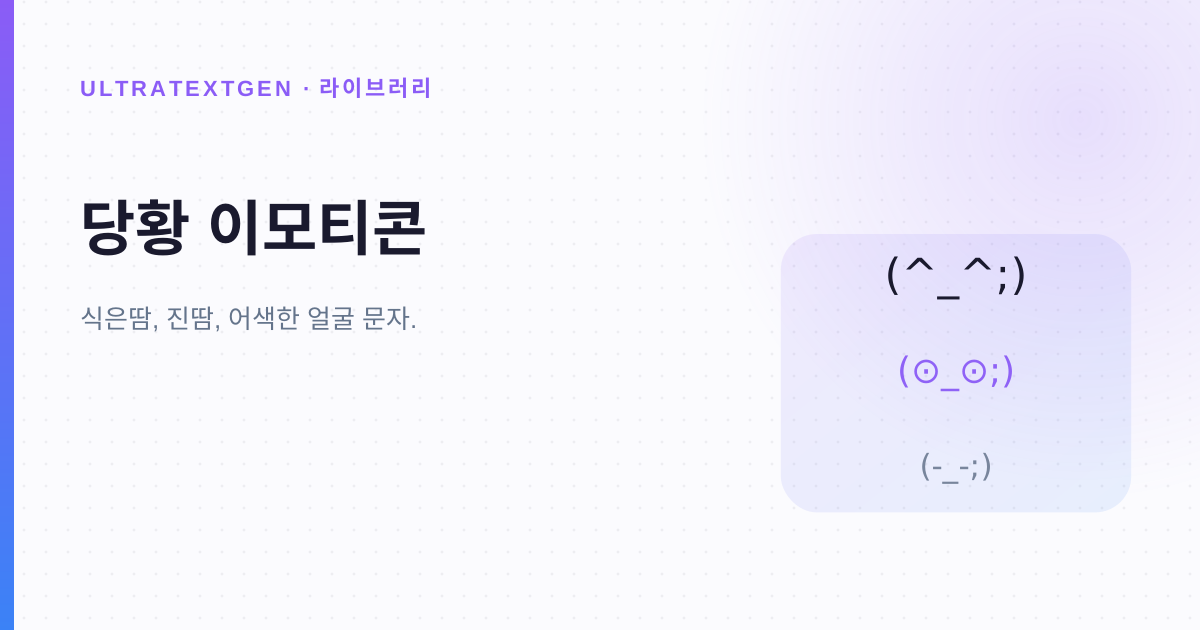 ULTRATEXTGEN · 라이브러리
당황 이모티콘
식은땀, 진땀, 어색한 얼굴 문자.
(^_^;)
(⊙_⊙;)
(-_-;)